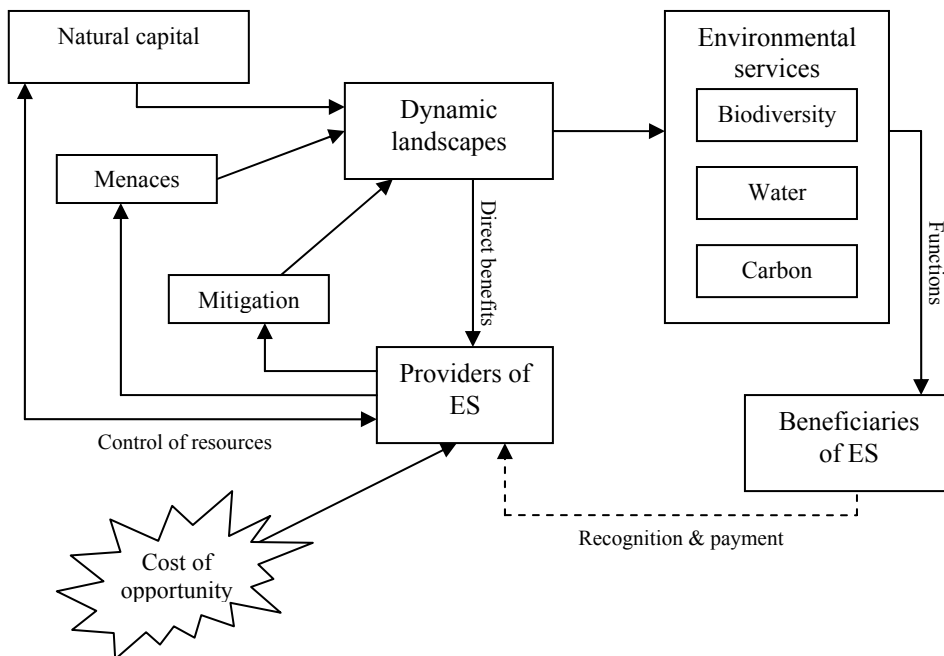 Natural capital
Environmental
services
Biodiversity
Water
Carbon
Dynamic
landscapes
Menaces
Mitigation
Direct benefits
Functions
Providers of
ES
Beneficiaries
of ES
Control of resources
Recognition & payment
Cost of
opportunity